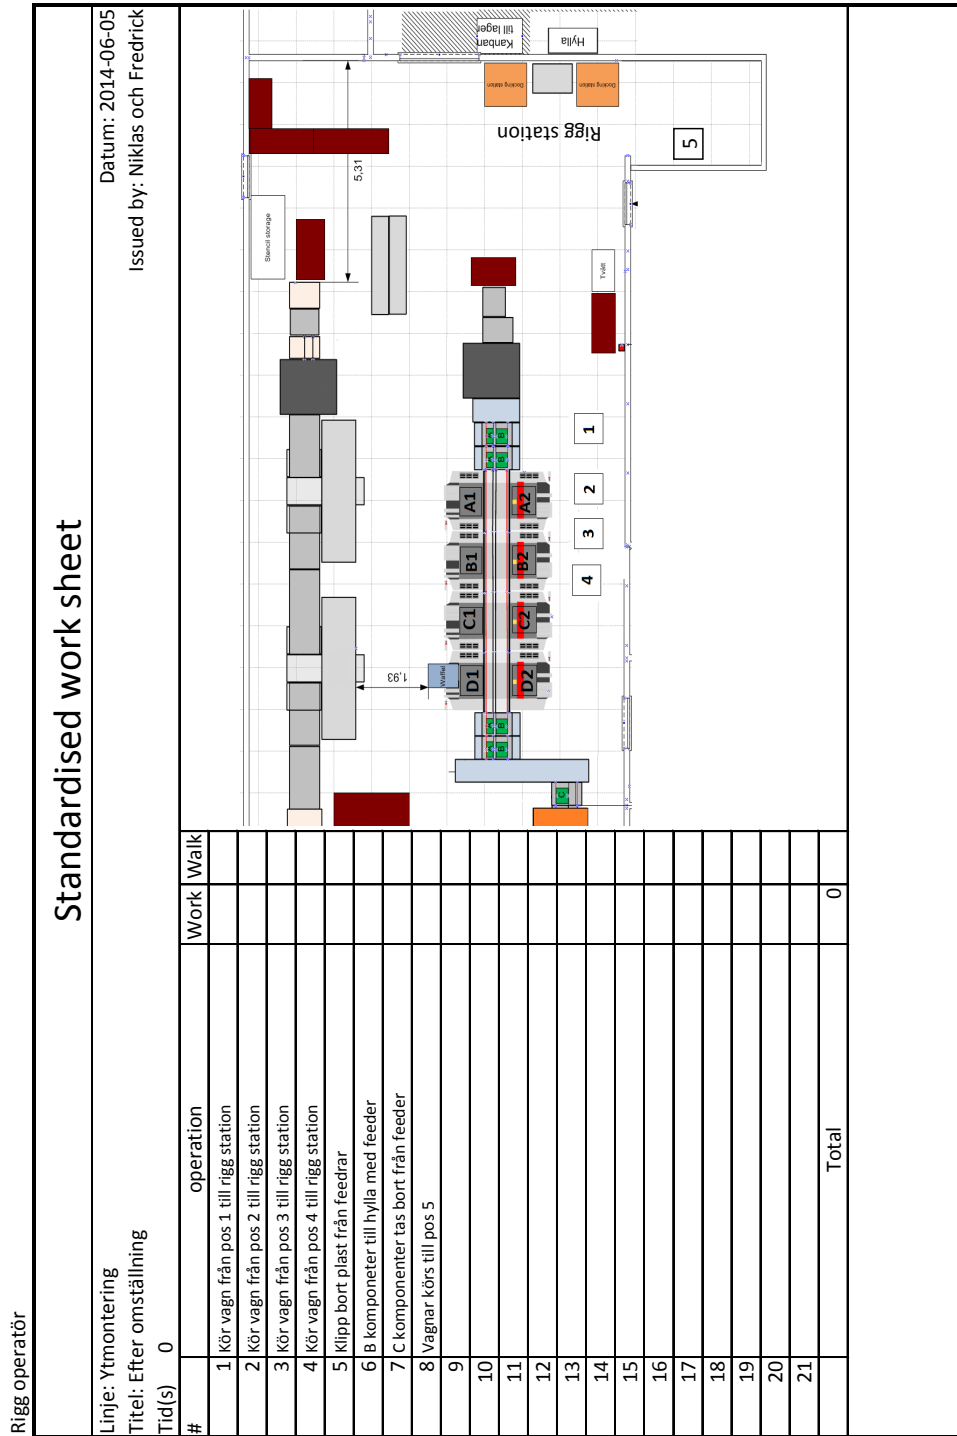 Rigg operatör
Standardised work sheet
Linje: Ytmontering
Datum: 2014-06-05
Titel: Efter omställning
Issued by: Niklas och Fredrick
Tid(s) 0
# operation Work Walk
1 Kör vagn från pos 1 till rigg station
2 Kör vagn från pos 2 till rigg station
3 Kör vagn från pos 3 till rigg station
4 Kör vagn från pos 4 till rigg station
5 Klipp bort plast från feedrar
6 B komponeter till hylla med feeder
7 C komponenter tas bort från feeder
8 Vagnar körs till pos 5
9
10
11
12
13
14
15
16
17
18
19
20
21
Total 0
Kanban
till lager
Hylla
Docking station
Docking station
Rigg station
5
5,31
Stencil storage
Tvätt
1
2
3
4
A B
A B
A1 A2
B1 B2
C1 C2
D1 D2
Waffel
1,93
A B
A B
C